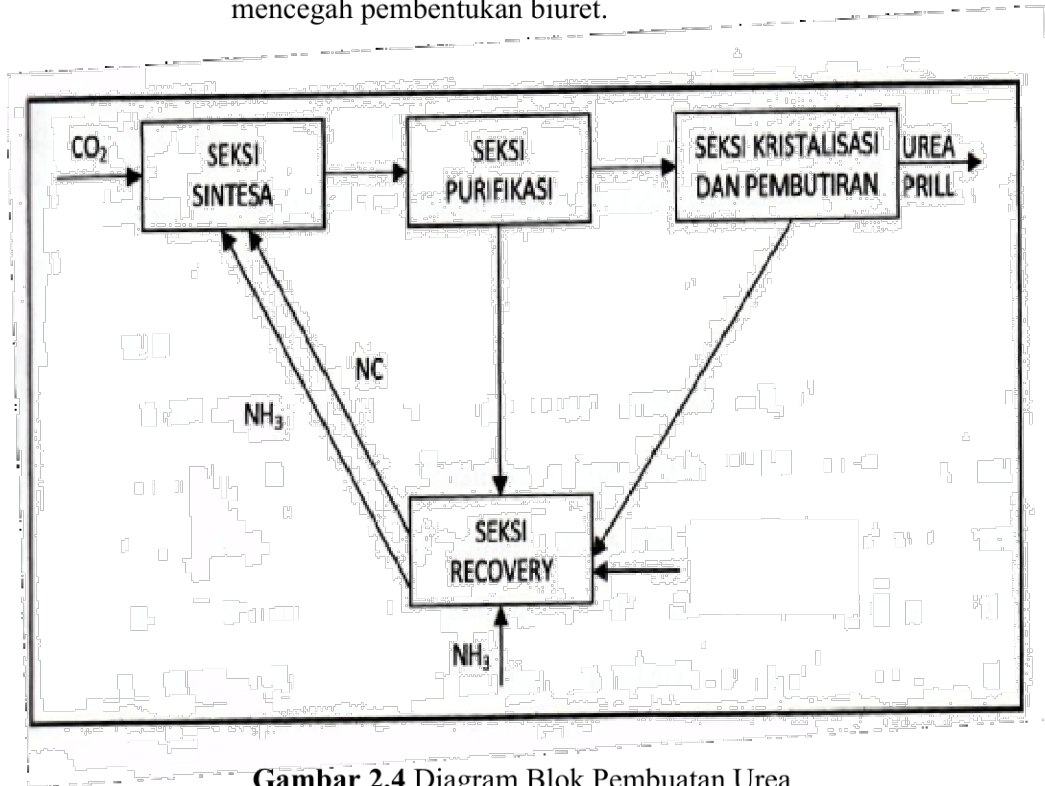 mencegah pembentukan biuret.
CO₂
SEKSI
SINTESA
SEKSI
PURIFIKASI
SEKSI KRISTALISASI
DAN PEMBUTIRAN
UREA
PRILL
NC
NH₃
SEKSI
RECOVERY
NH₃
Gambar 2.4 Diagram Blok Pembuatan Urea